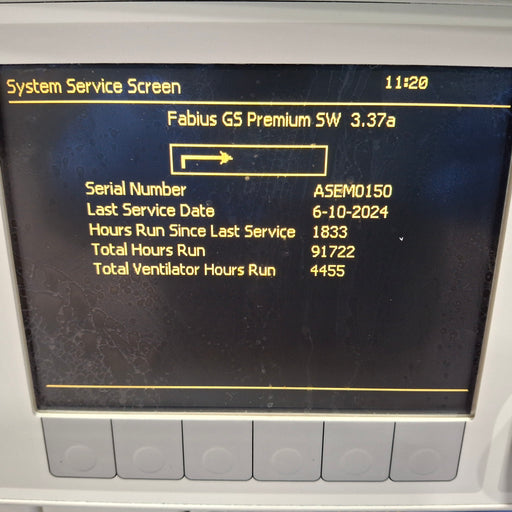 System Service Screen 11:20
Fabius GS Premium SW 3.37a
Serial Number ASEM0150
Last Service Date 6-10-2024
Hours Run Since Last Service 1833
Total Hours Run 91722
Total Ventilator Hours Run 4455